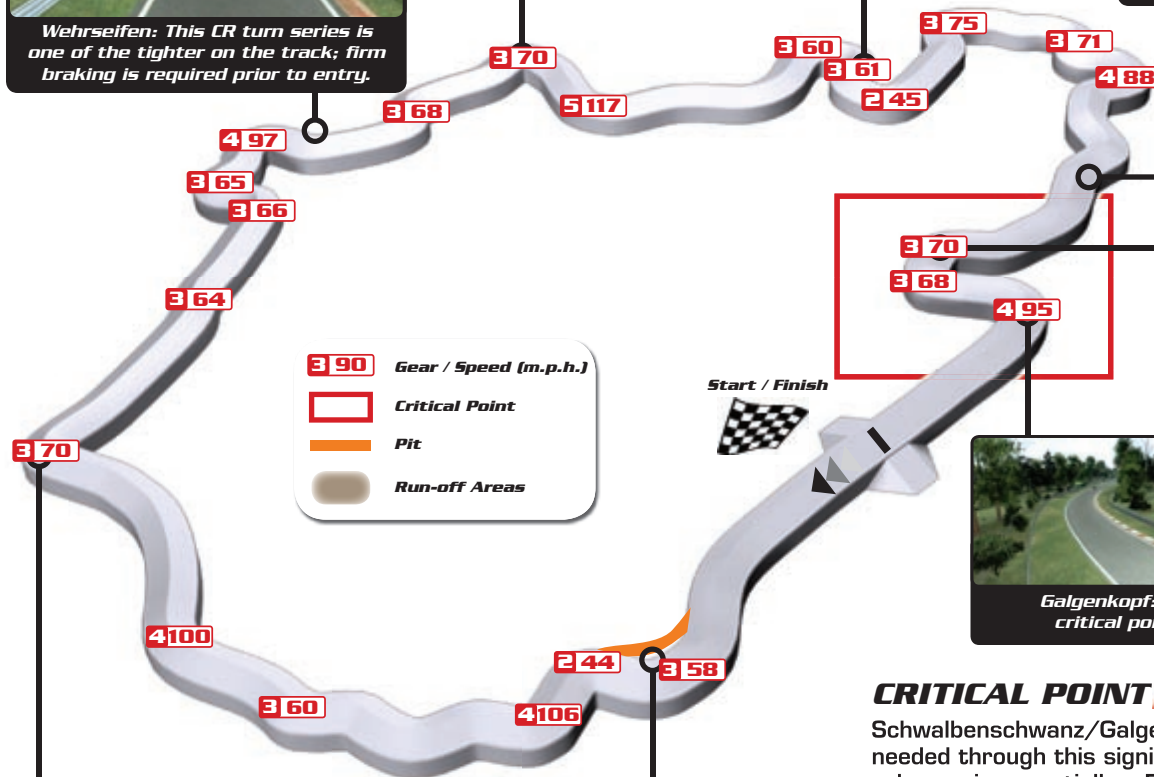 Wehrseifen: This CR turn series is
one of the tighter on the track; firm
braking is required prior to entry.
3 75
3 71
4 88
3 60
3 61
2 45
3 70
5 117
3 68
4 97
3 65
3 66
3 64
3 70
3 68
4 95
3 90 Gear / Speed (m.p.h.)
Critical Point
Pit
Run-off Areas
Start / Finish
3 70
4 100
3 60
4 106
2 44
3 58
Galgenkopf:
critical
CRITICAL POINT
Schwalbenschwanz/
needed through this